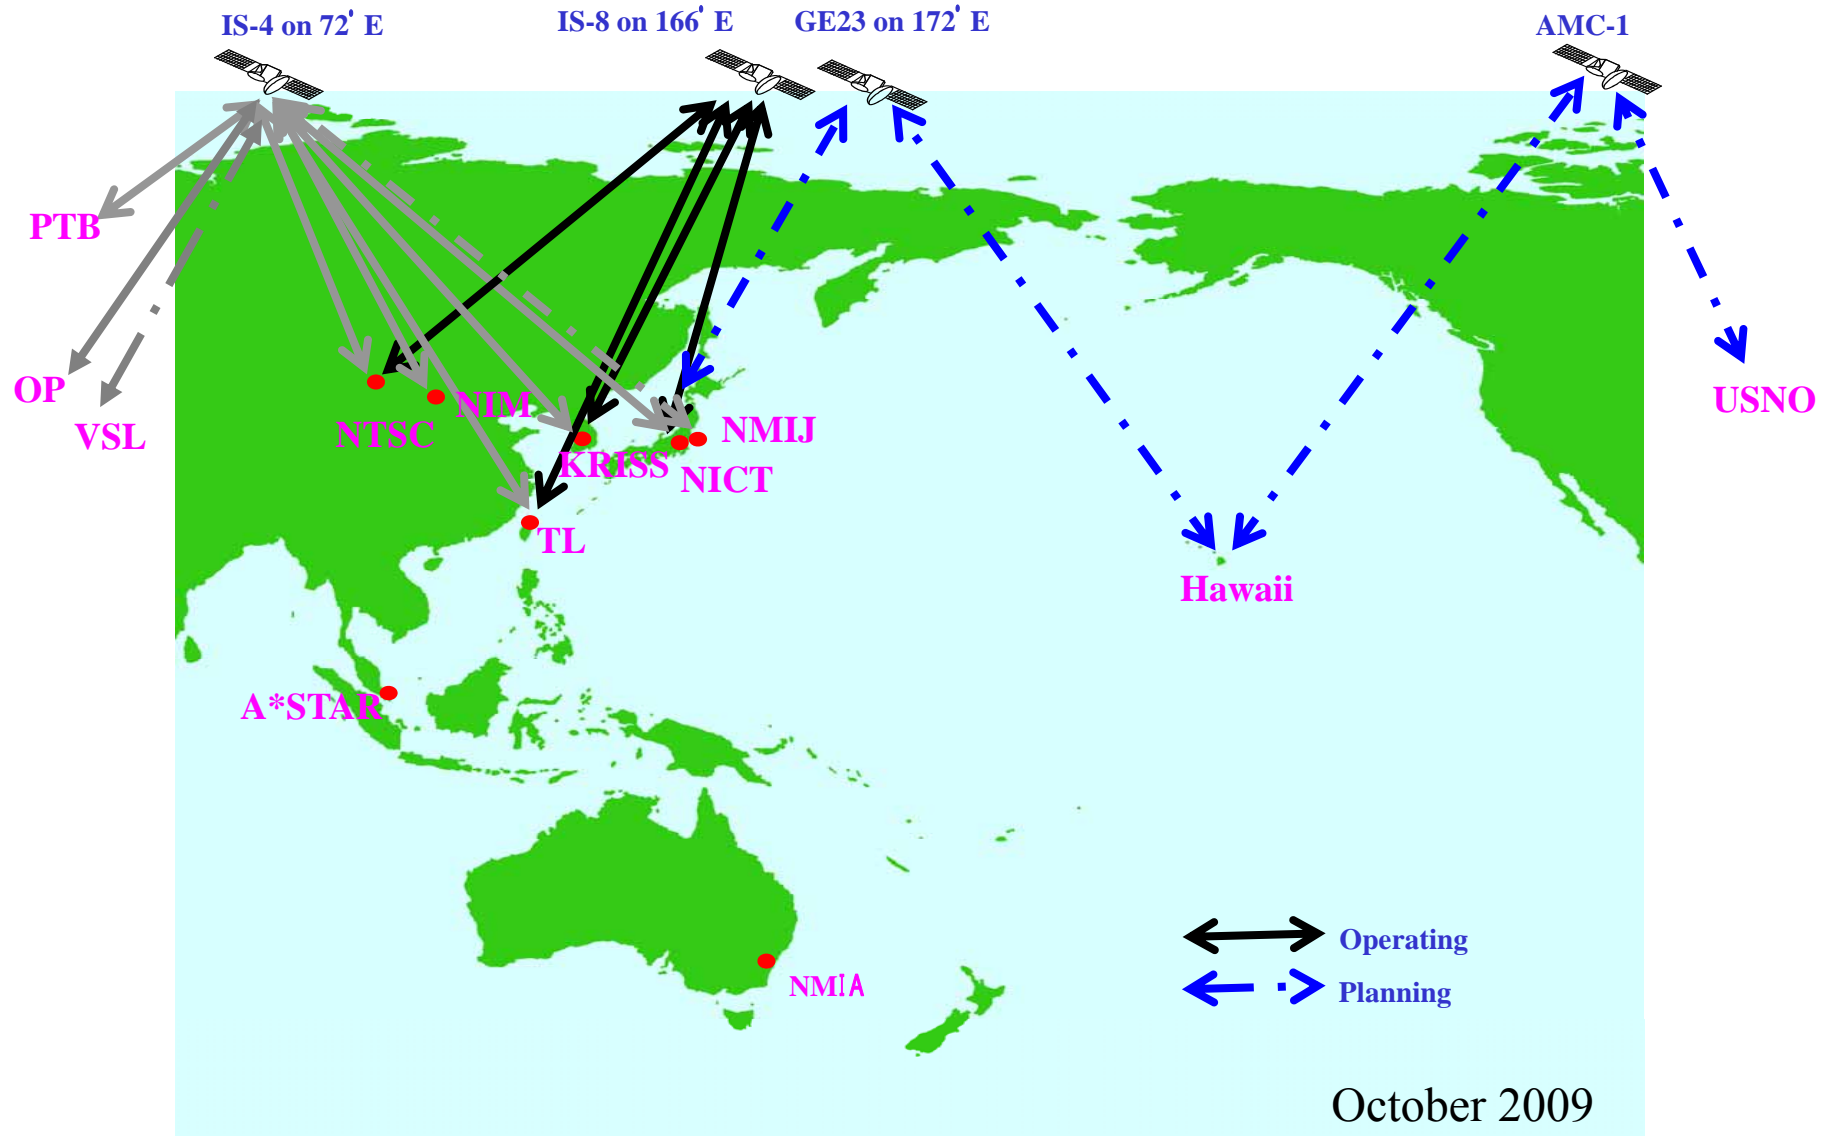 IS-4 on 72° E
IS-8 on 166° E
GE23 on 172° E
AMC-1
PTB
OP
VSL
NTSC
NIM
KRISS
NMIJ
NICT
TL
USNO
Hawaii
A*STAR
NMIA
Operating
Planning
October 2009